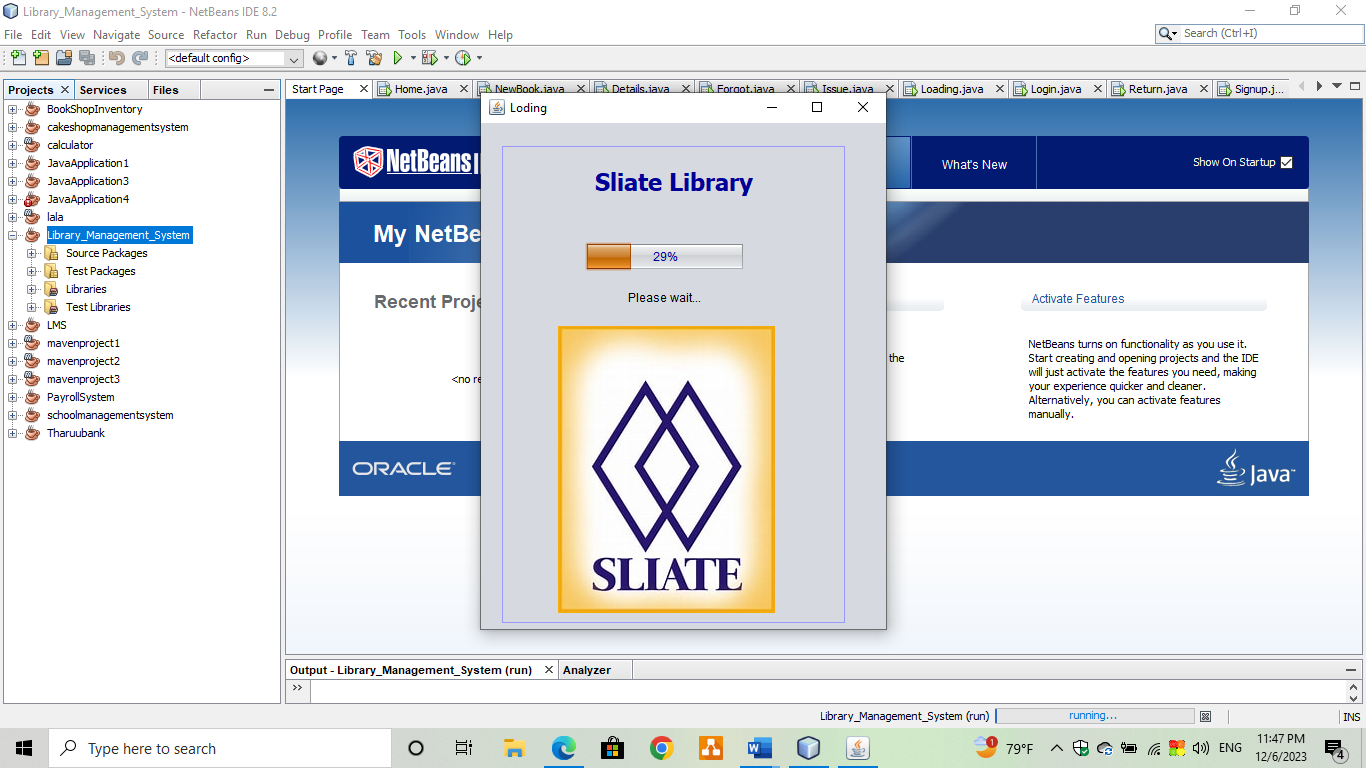 Library_Management_System - NetBeans IDE 8.2
File Edit View Navigate Source Refactor Run Debug Profile Team Tools Window Help
Search (Ctrl+I)
<default config>
Projects Services Files
BookShopInventory
cakeshopmanagementsystem
calculator
JavaApplication1
JavaApplication3
JavaApplication4
lala
Library_Management_System
Source Packages
Test Packages
Libraries
Test Libraries
LMS
mavenproject1
mavenproject2
mavenproject3
PayrollSystem
schoolmanagementsystem
Tharuubank
Start Page Home.java NewBook.java Details.java Forgot.java Issue.java Loading.java Login.java Return.java Signup.j...
NetBeans
What's New
Show On Startup
My NetBe
Recent Proje
<no re
the
Activate Features
NetBeans turns on functionality as you use it.
Start creating and opening projects and the IDE
will just activate the features you need, making
your experience quicker and cleaner.
Alternatively, you can activate features
manually.
ORACLE
Java
Loding
Sliate Library
29%
Please wait...
SLIATE
Output - Library_Management_System (run) Analyzer
>>
Library_Management_System (run) running... INS
Type here to search
1
79°F
ENG
11:47 PM
12/6/2023
4